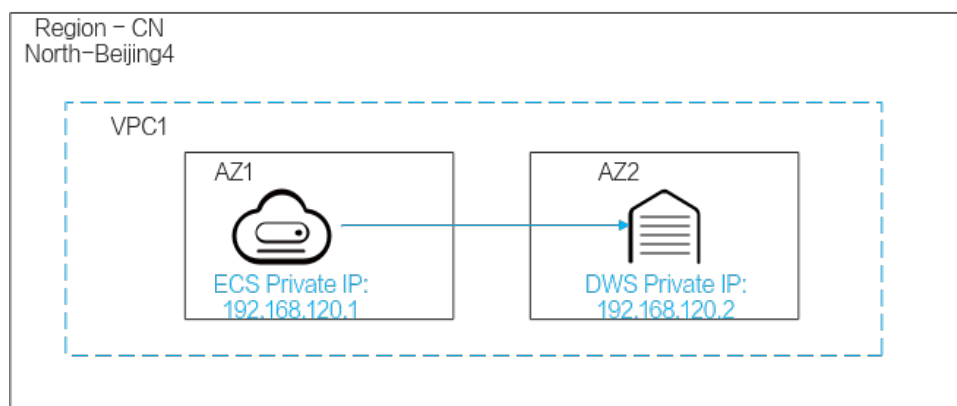 Region - CN
North-Beijing4
VPC1
AZ1
ECS Private IP:
192.168.120.1
AZ2
DWS Private IP:
192.168.120.2